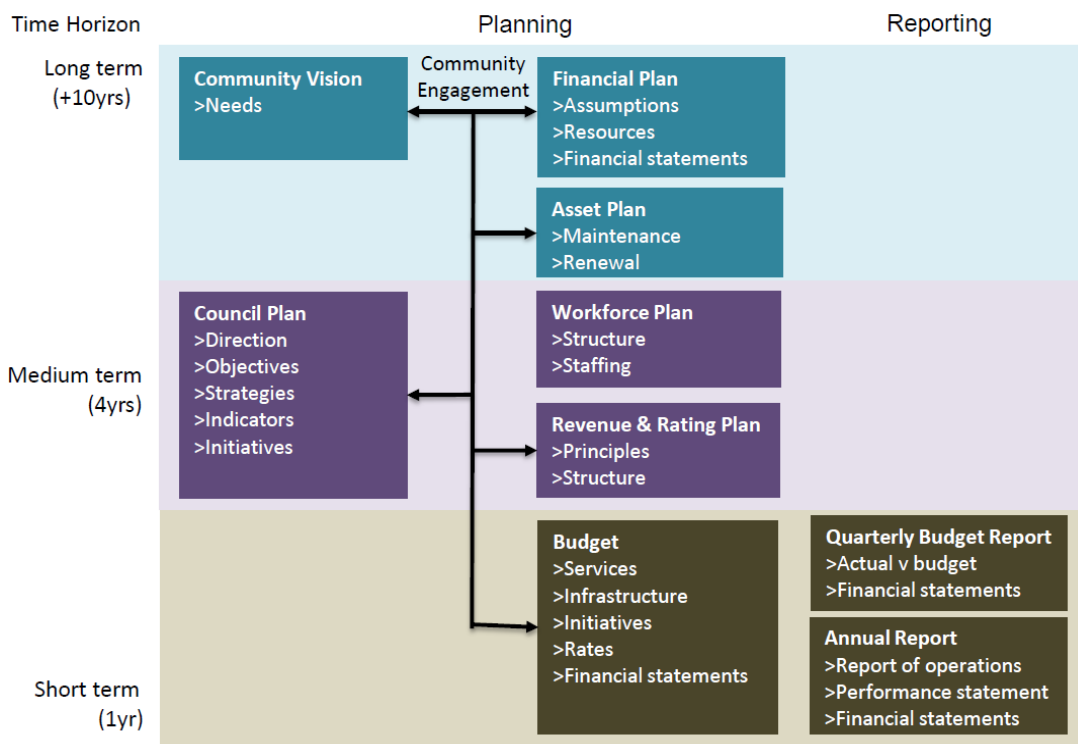 Time Horizon
Planning
Reporting
Long term
(+10yrs)
Community Vision
>Needs
Community
Engagement
Financial Plan
>Assumptions
>Resources
>Financial statements
Asset Plan
>Maintenance
>Renewal
Medium term
(4yrs)
Council Plan
>Direction
>Objectives
>Strategies
>Indicators
>Initiatives
Workforce Plan
>Structure
>Staffing
Revenue & Rating Plan
>Principles
>Structure
Short term
(1yr)
Budget
>Services
>Infrastructure
>Initiatives
>Rates
>Financial statements
Quarterly Budget Report
>Actual v budget
>Financial statements
Annual Report
>Report of operations
>Performance statement
>Financial statements